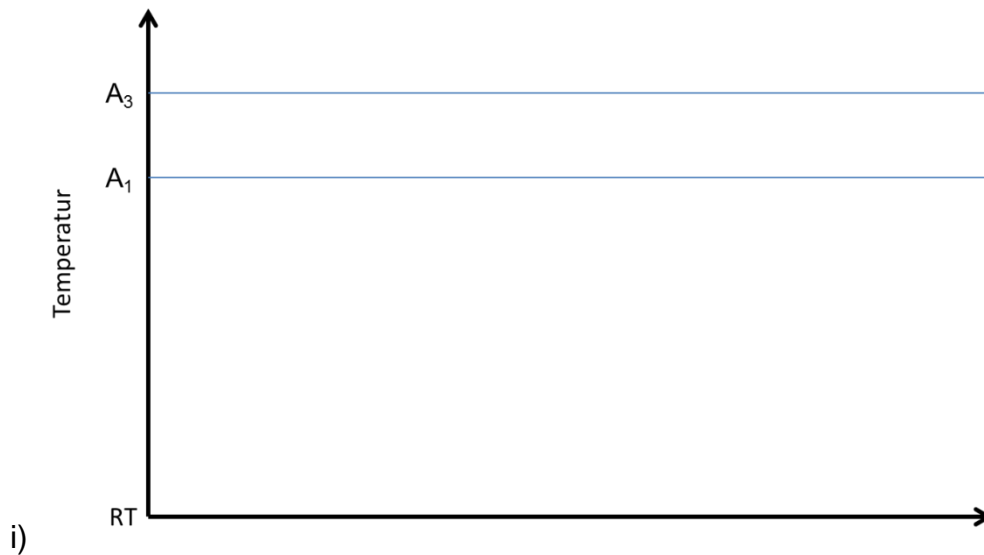 A₃
A₁
Temperatur
RT
i)